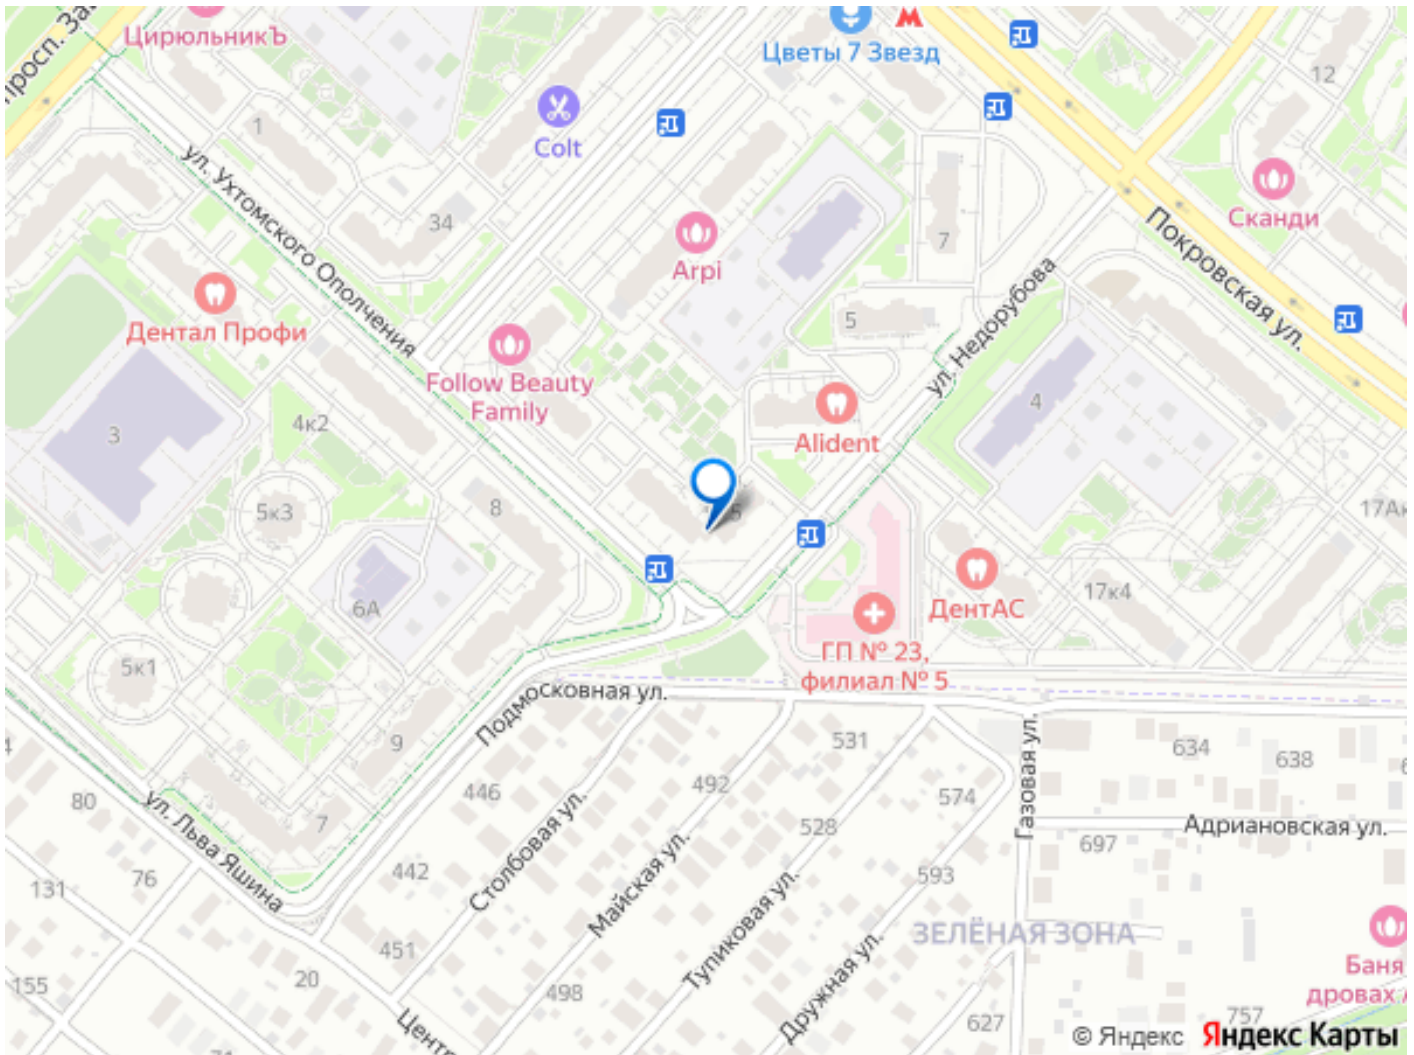 просп. За
ЦирюльникЪ
Цветы 7 Звезд
12
1
Colt
ул. Ухтомского Ополчения
34
Arpi
7
Сканди
Покровская ул.
Дентал Профи
5
ул. Недорубова
Follow Beauty
Family
Alident
4
3
4к2
5к3
8
17Ак
6А
17к4
ДентАС
ГП № 23,
филиал № 5
5к1
Подмосковная ул.
9
531
634
638
446
492
574
Газовая ул.
80
ул. Льва Яшина
7
Столбовая ул.
528
Адриановская ул.
697
131
76
442
Майская ул.
593
Тупиковая ул.
ЗЕЛЁНАЯ ЗОНА
451
Дружная ул.
Баня
дровах
155
20
498
Центр
627
757
© Яндекс Яндекс Карты